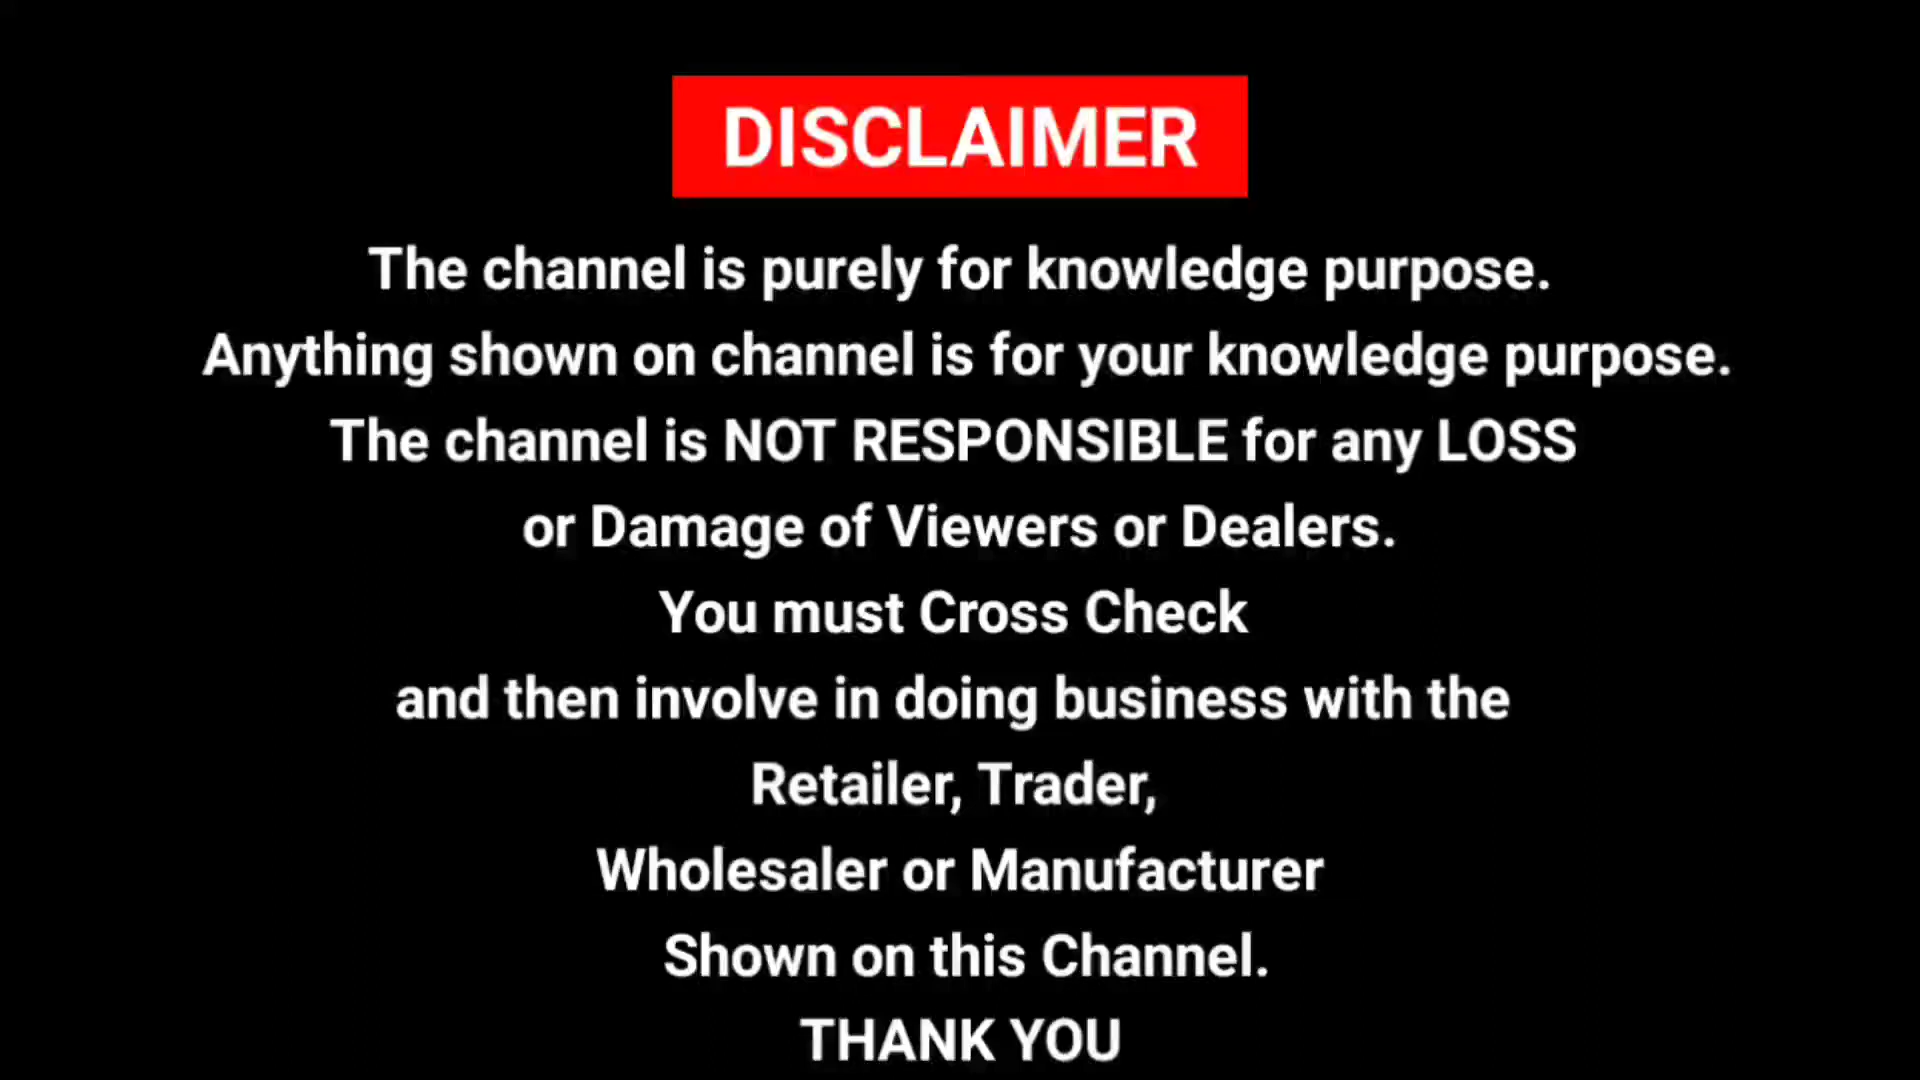 DISCLAIMER
The channel is purely for knowledge purpose.
Anything shown on channel is for your knowledge purpose.
The channel is NOT RESPONSIBLE for any LOSS
or Damage of Viewers or Dealers.
You must Cross Check
and then involve in doing business with the
Retailer, Trader,
Wholesaler or Manufacturer
Shown on this Channel.
THANK YOU